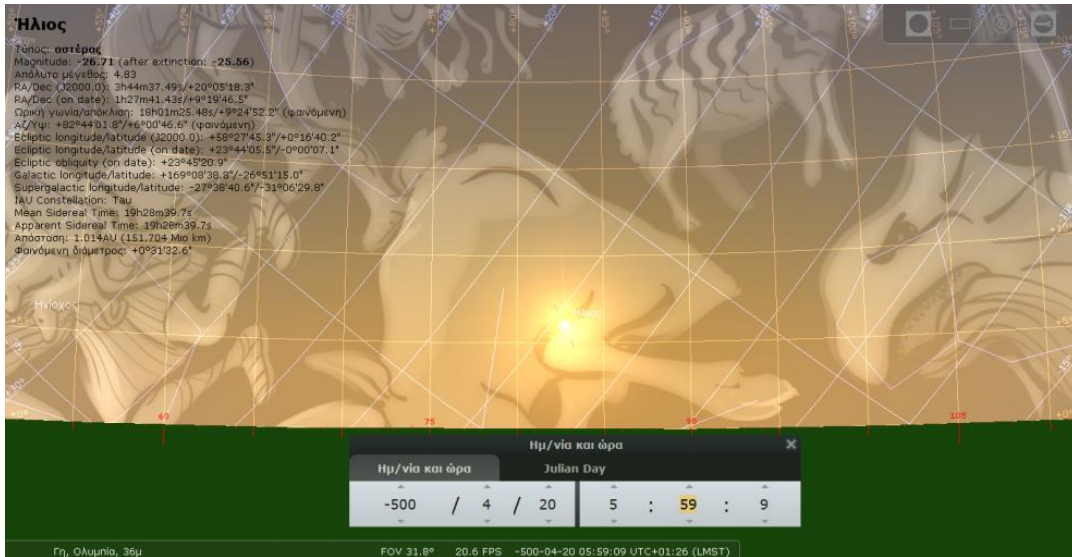 Ήλιος
Τύπος: αστέρας
Magnitude: -26.71 (after extinction: -25.56)
Απόλυτο μέγεθος: 4.83
RA/Dec (J2000.0): 3h44m37.49s/+20°05'18.3"
RA/Dec (on date): 1h27m41.43s/+9°19'46.5"
Ωρική γωνία/απόκλιση: 18h01m25.48s/+9°24'52.2" (φαινόμενη)
Αζ/Υψ: +82°44'01.8"/+6°00'46.6" (φαινόμενη)
Ecliptic longitude/latitude (J2000.0): +58°27'45.3"/+0°16'40.2"
Ecliptic longitude/latitude (on date): +23°44'05.5"/-0°00'07.1"
Ecliptic obliquity (on date): +23°45'20.9"
Galactic longitude/latitude: +169°08'38.8"/-26°51'15.0"
Supergalactic longitude/latitude: -27°38'40.6"/-31°06'29.8"
IAU Constellation: Tau
Mean Sidereal Time: 19h28m39.7s
Apparent Sidereal Time: 19h28m39.7s
Απόσταση: 1.014AU (151.704 Mio km)
Φαινόμενη διάμετρος: +0°31'32.6"
Ηνίοχος
Ήλιος
60
75
90
105
Ημ/νία και ώρα
Ημ/νία και ώρα Julian Day
-500 / 4 / 20 5 : 59 : 9
Γη, Ολυμπία, 36μ FOV 31.8° 20.6 FPS -500-04-20 05:59:09 UTC+01:26 (LMST)